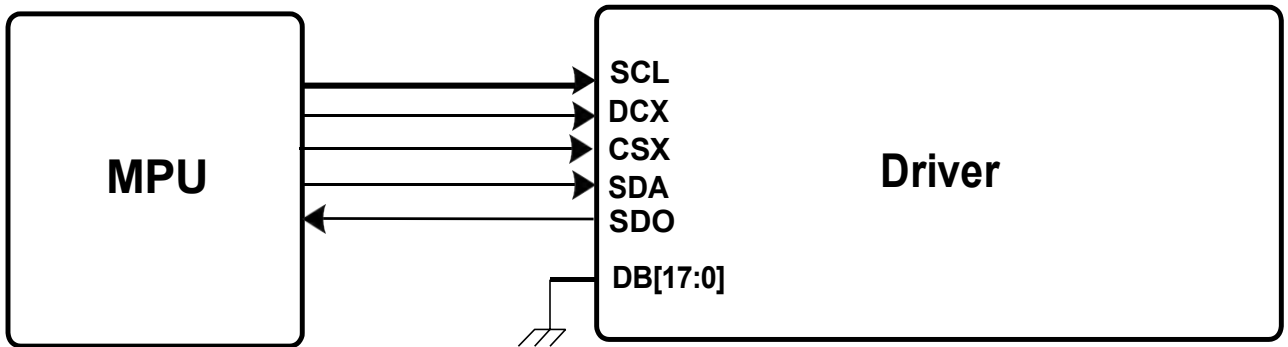 MPU
SCL
DCX
CSX
SDA
SDO
DB[17:0]
Driver